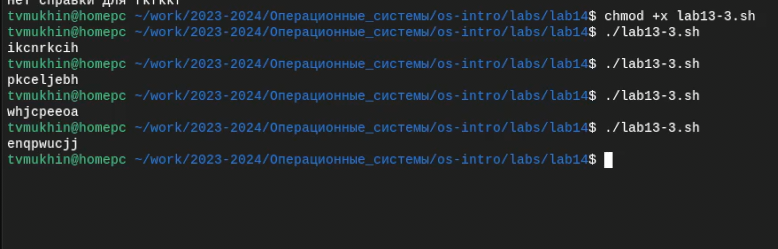 нет справки для
tvmukhin@homepc ~/work/2023-2024/Операционные_системы/os-intro/labs/lab14$ chmod +x lab13-3.sh
tvmukhin@homepc ~/work/2023-2024/Операционные_системы/os-intro/labs/lab14$ ./lab13-3.sh
ikcnrkcih
tvmukhin@homepc ~/work/2023-2024/Операционные_системы/os-intro/labs/lab14$ ./lab13-3.sh
pkceljebh
tvmukhin@homepc ~/work/2023-2024/Операционные_системы/os-intro/labs/lab14$ ./lab13-3.sh
whjcpeeoa
tvmukhin@homepc ~/work/2023-2024/Операционные_системы/os-intro/labs/lab14$ ./lab13-3.sh
enqpwucjj
tvmukhin@homepc ~/work/2023-2024/Операционные_системы/os-intro/labs/lab14$